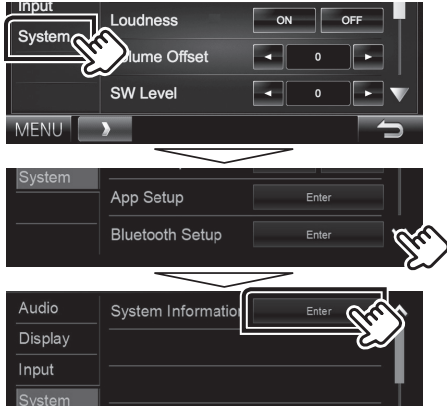 Input
Loudness ON OFF
System
Volume Offset 0
SW Level 0
MENU
System
App Setup Enter
Bluetooth Setup Enter
Audio System Information Enter
Display
Input
System